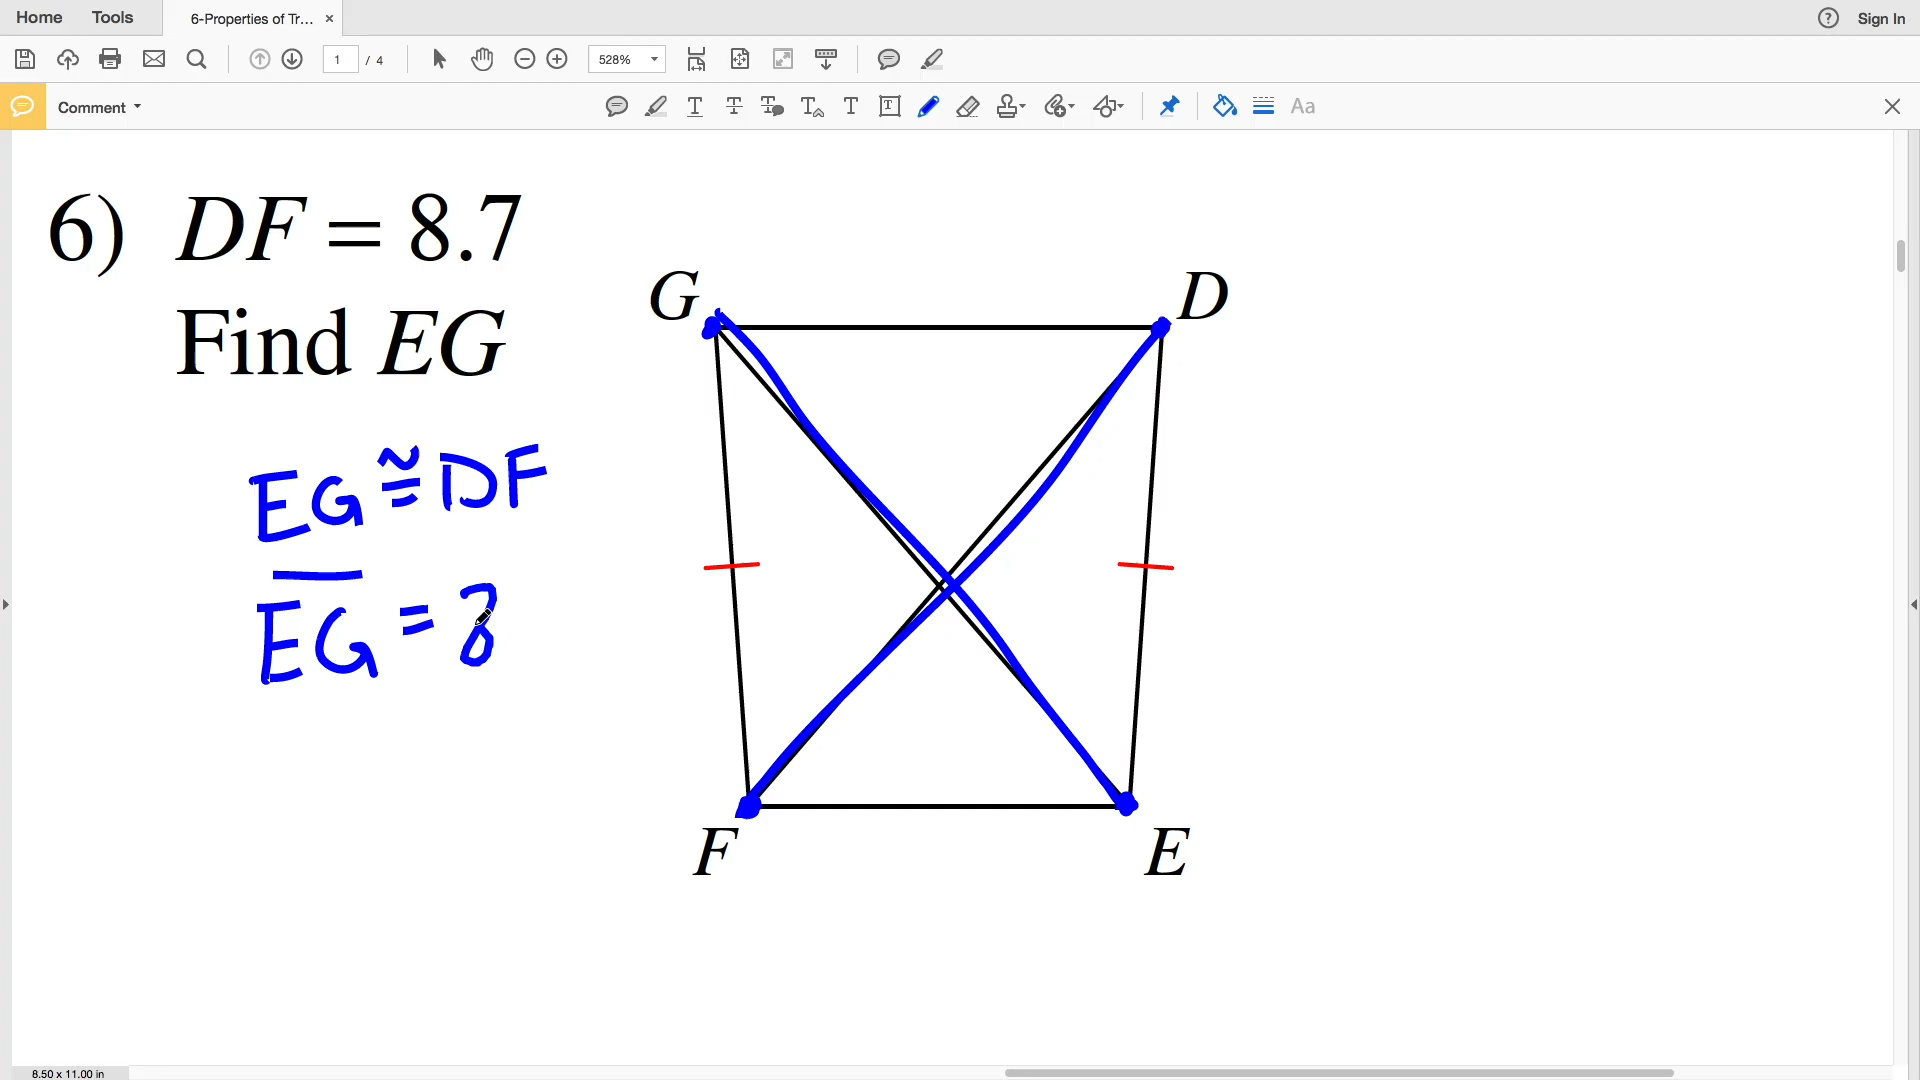 Home Tools 6-Properties of Tr... × ? Sign In
1 / 4 528%
Comment Aa
6) DF = 8.7
Find EG
G D
EG ≅ DF
EG = 8
F E
8.50 x 11.00 in